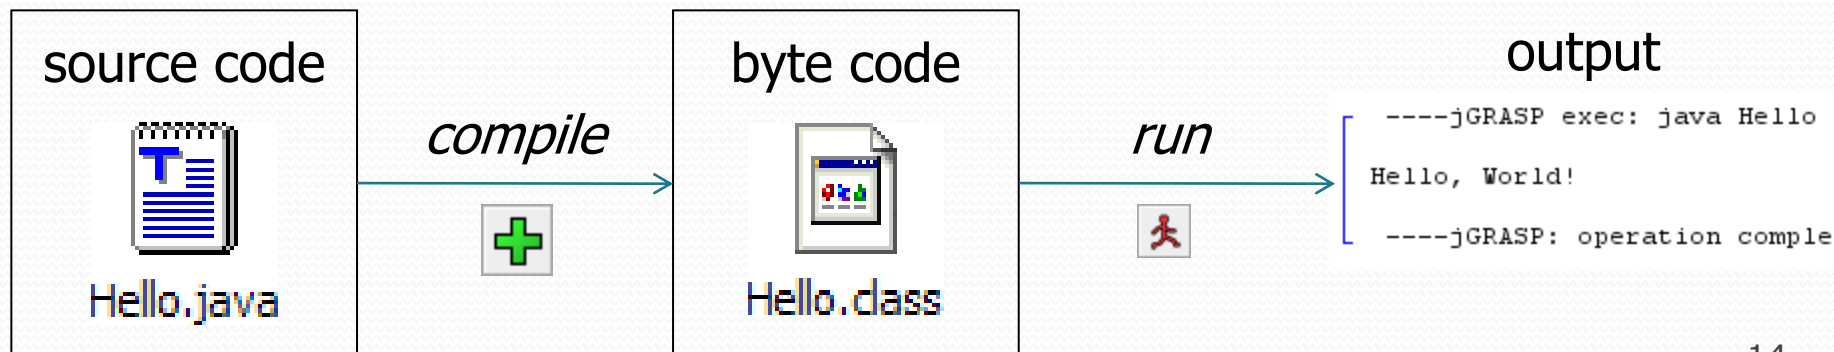 source code
Hello.java
compile
byte code
Hello.class
run
output
----jGRASP exec: java Hello
Hello, World!
----jGRASP: operation comple